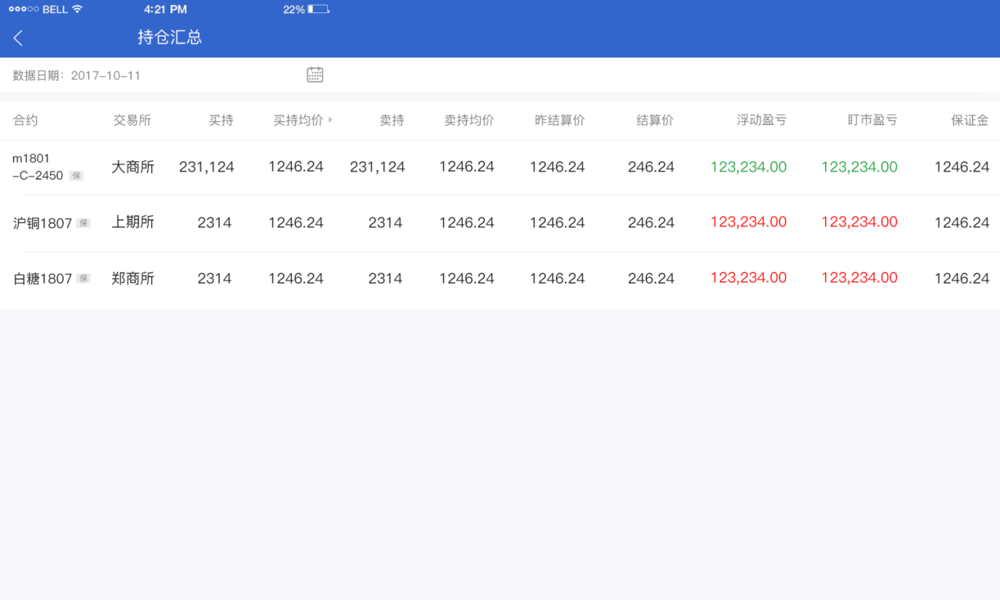 BELL 4:21 PM 22%
持仓汇总
数据日期：2017-10-11
合约 交易所 买持 买持均价 卖持 卖持均价 昨结算价 结算价 浮动盈亏 盯市盈亏 保证金
m1801
-C-2450 保 大商所 231,124 1246.24 231,124 1246.24 1246.24 246.24 123,234.00 123,234.00 1246.24
沪铜1807 保 上期所 2314 1246.24 2314 1246.24 1246.24 246.24 123,234.00 123,234.00 1246.24
白糖1807 保 郑商所 2314 1246.24 2314 1246.24 1246.24 246.24 123,234.00 123,234.00 1246.24